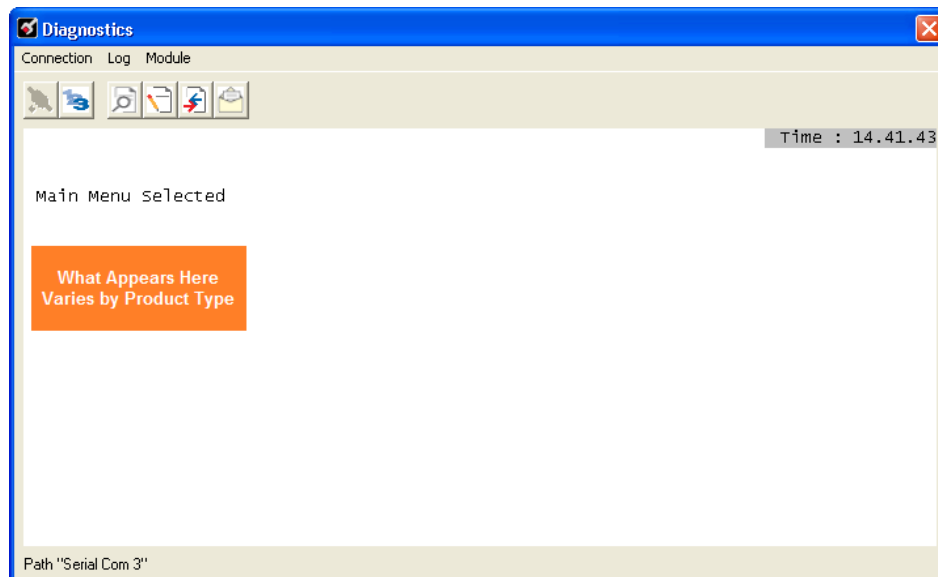 Diagnostics
Connection Log Module
Time : 14.41.43
Main Menu Selected
What Appears Here
Varies by Product Type
Path "Serial Com 3"